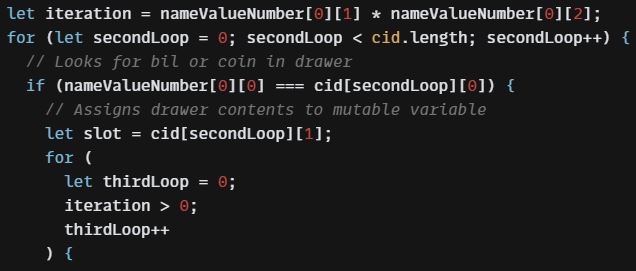 let iteration = nameValueNumber[0][1] * nameValueNumber[0][2];
for (let secondLoop = 0; secondLoop < cid.length; secondLoop++) {
// Looks for bil or coin in drawer
if (nameValueNumber[0][0] === cid[secondLoop][0]) {
// Assigns drawer contents to mutable variable
let slot = cid[secondLoop][1];
for (
let thirdLoop = 0;
iteration > 0;
thirdLoop++
) {